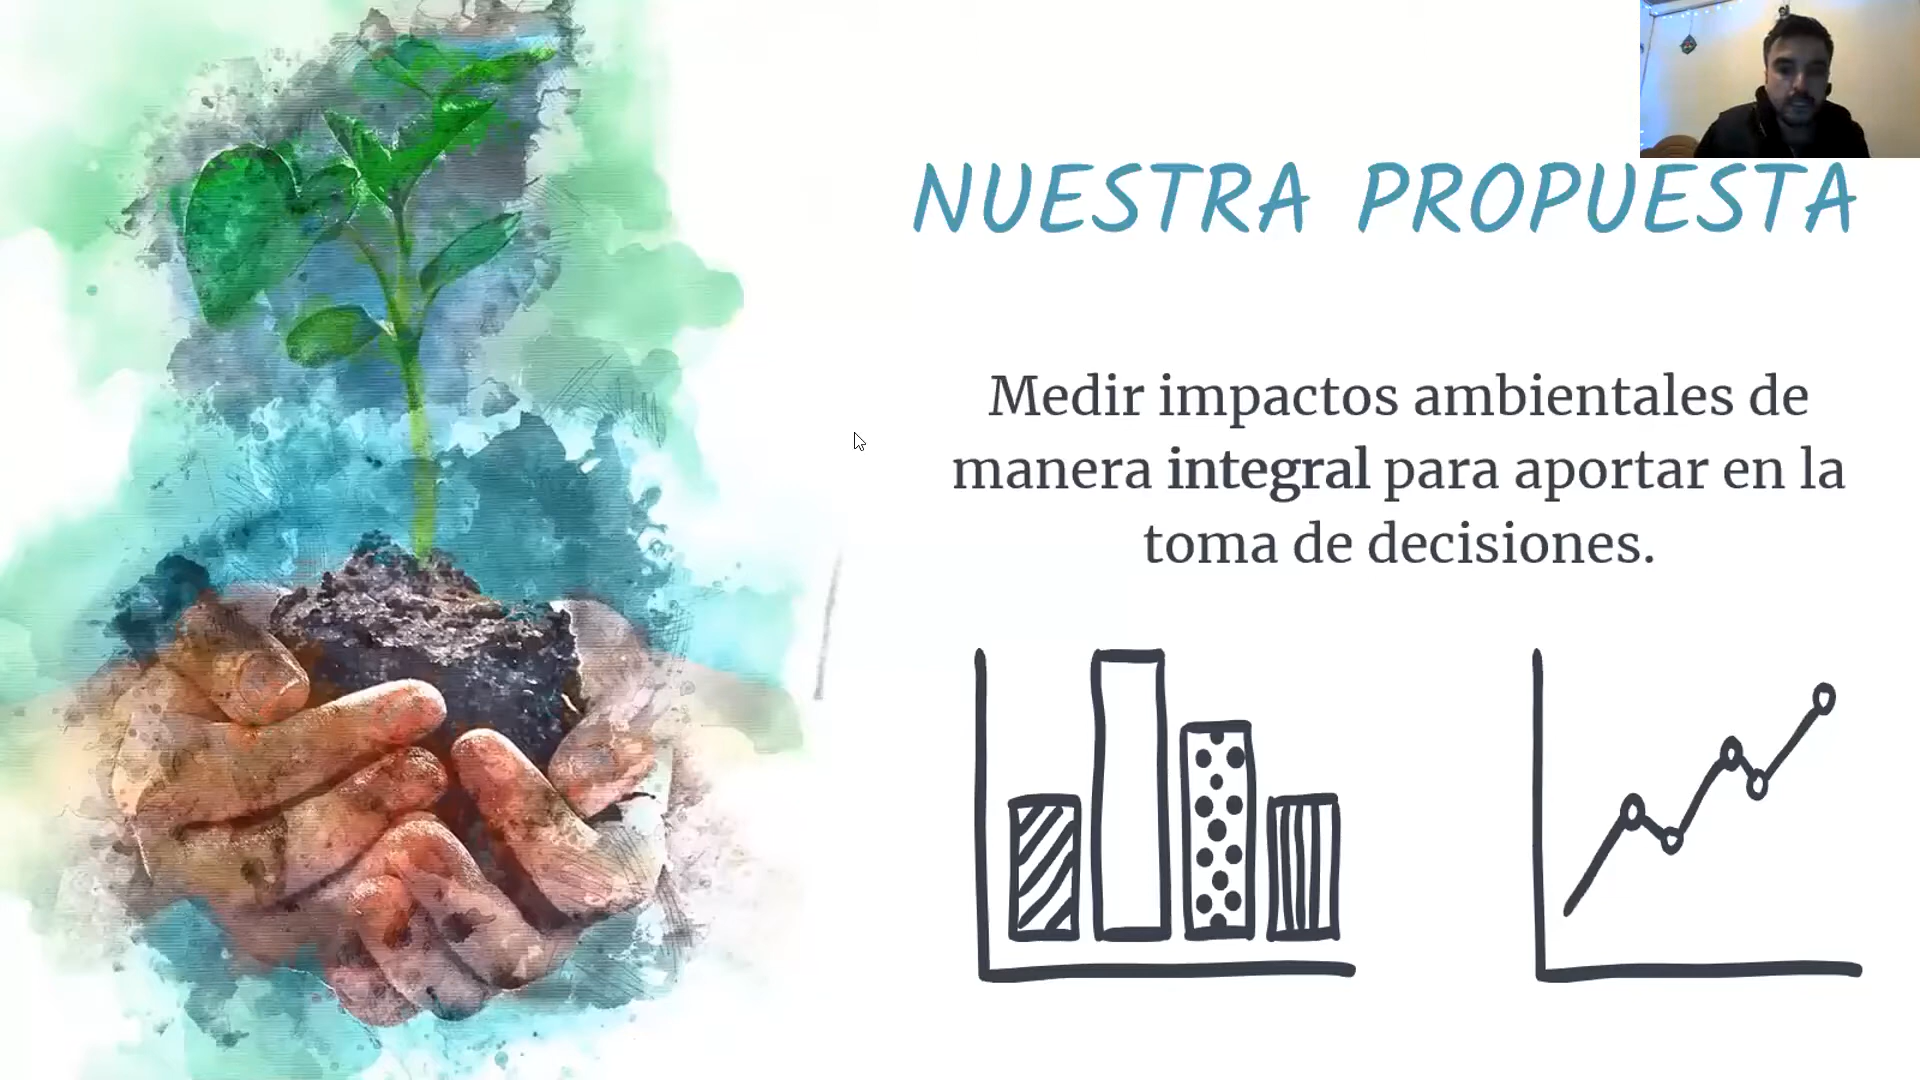 NUESTRA PROPUESTA
Medir impactos ambientales de
manera integral para aportar en la
toma de decisiones.